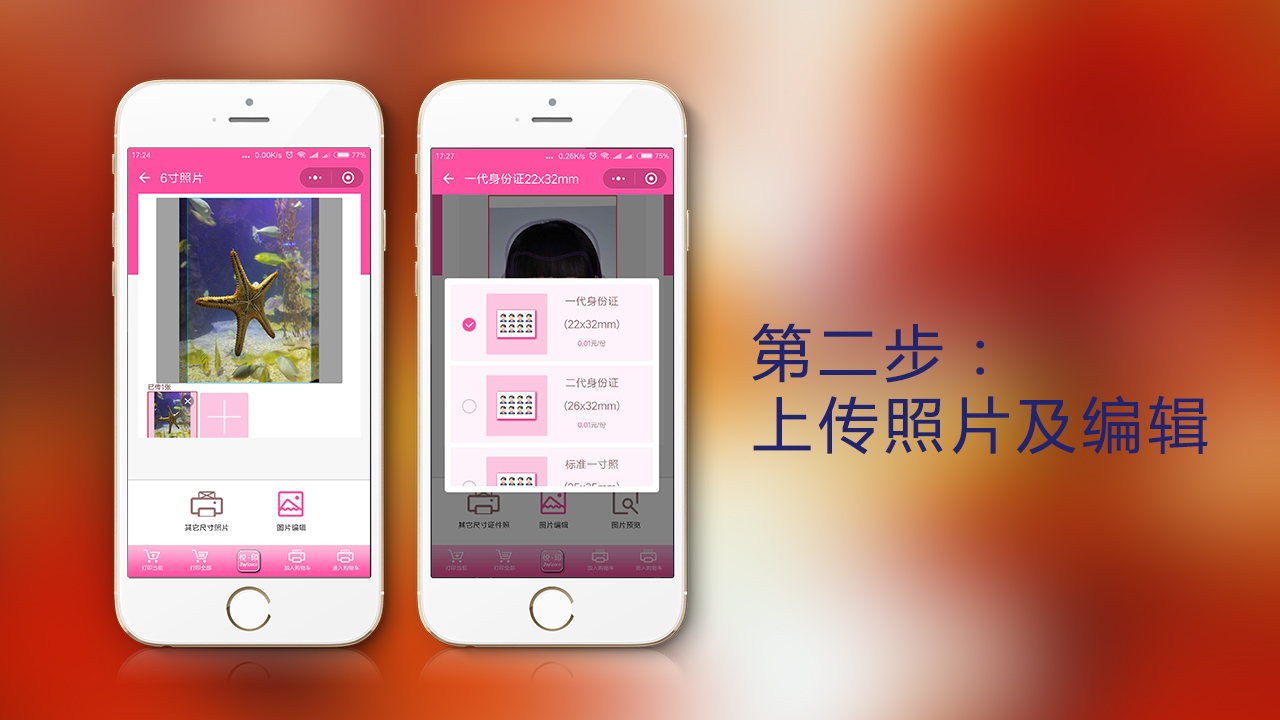 17:24
0.00K/s
77%
6寸照片
已传1张
其它尺寸照片
图片编辑
打印当前
打印全部
悦·印
加入购物车
进入购物车
17:27
0.26K/s
75%
一代身份证22x32mm
一代身份证
(22x32mm)
0.01元/份
二代身份证
(26x32mm)
0.01元/份
标准一寸照
其它尺寸证件照
图片编辑
图片预览
打印当前
打印全部
加入购物车
进入购物车
第二步：
上传照片及编辑